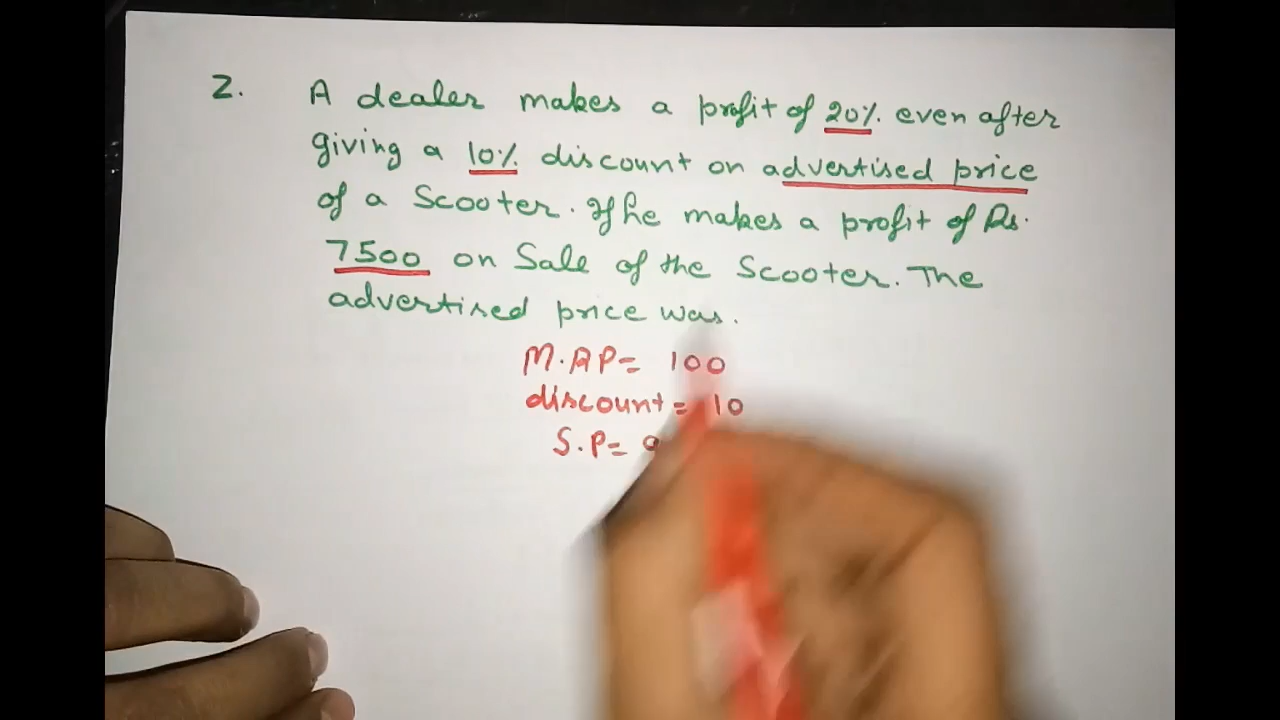 2. A dealer makes a profit of 20% even after
giving a 10% discount on advertised price
of a Scooter. If he makes a profit of Rs.
7500 on Sale of the Scooter. The
advertised price was.
M.RP = 100
discount = 10
S.P =